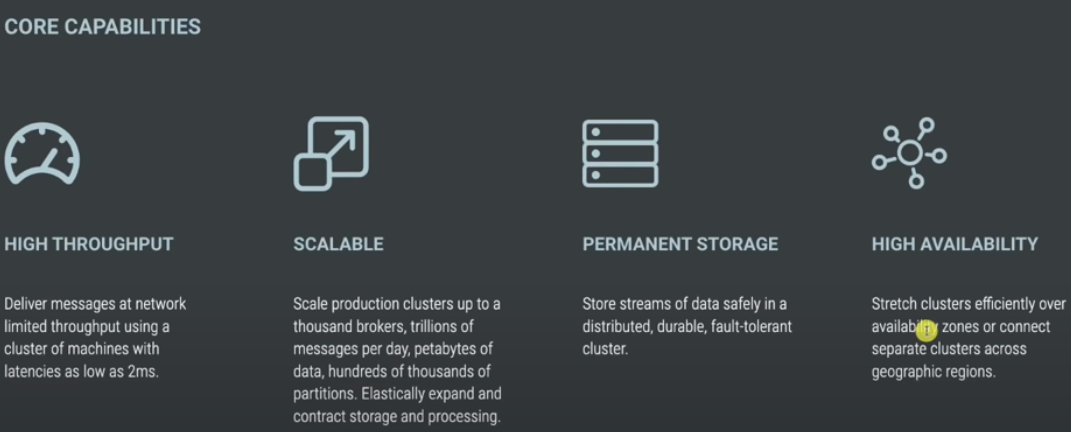 CORE CAPABILITIES
HIGH THROUGHPUT
Deliver messages at network
limited throughput using a
cluster of machines with
latencies as low as 2ms.
SCALABLE
Scale production clusters up to a
thousand brokers, trillions of
messages per day, petabytes of
data, hundreds of thousands of
partitions. Elastically expand and
contract storage and processing.
PERMANENT STORAGE
Store streams of data safely in a
distributed, durable, fault-tolerant
cluster.
HIGH AVAILABILITY
Stretch clusters efficiently over
availability zones or connect
separate clusters across
geographic regions.